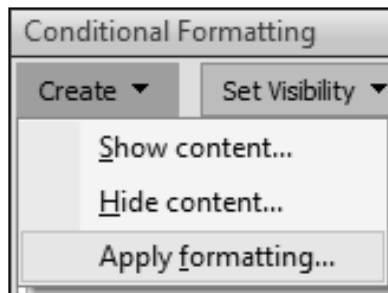 Conditional Formatting
Create Set Visibility
Show content...
Hide content...
Apply formatting...